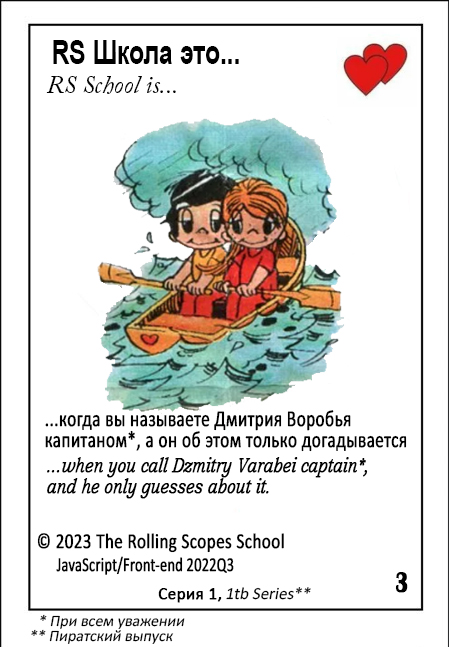 RS Школа это...
RS School is...
...когда вы называете Дмитрия Воробья
капитаном*, а он об этом только догадывается
...when you call Dzmitry Varabei captain*,
and he only guesses about it.
© 2023 The Rolling Scopes School
JavaScript/Front-end 2022Q3
Серия 1, 1tb Series**
3
* При всем уважении
** Пиратский выпуск